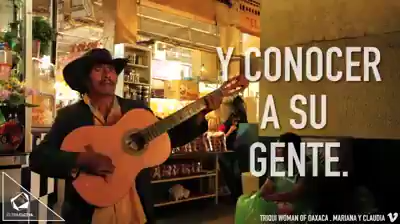 Y CONOCER
A SU
GENTE.
TRIQUI WOMAN OF OAXACA . MARIANA Y CLAUDIA